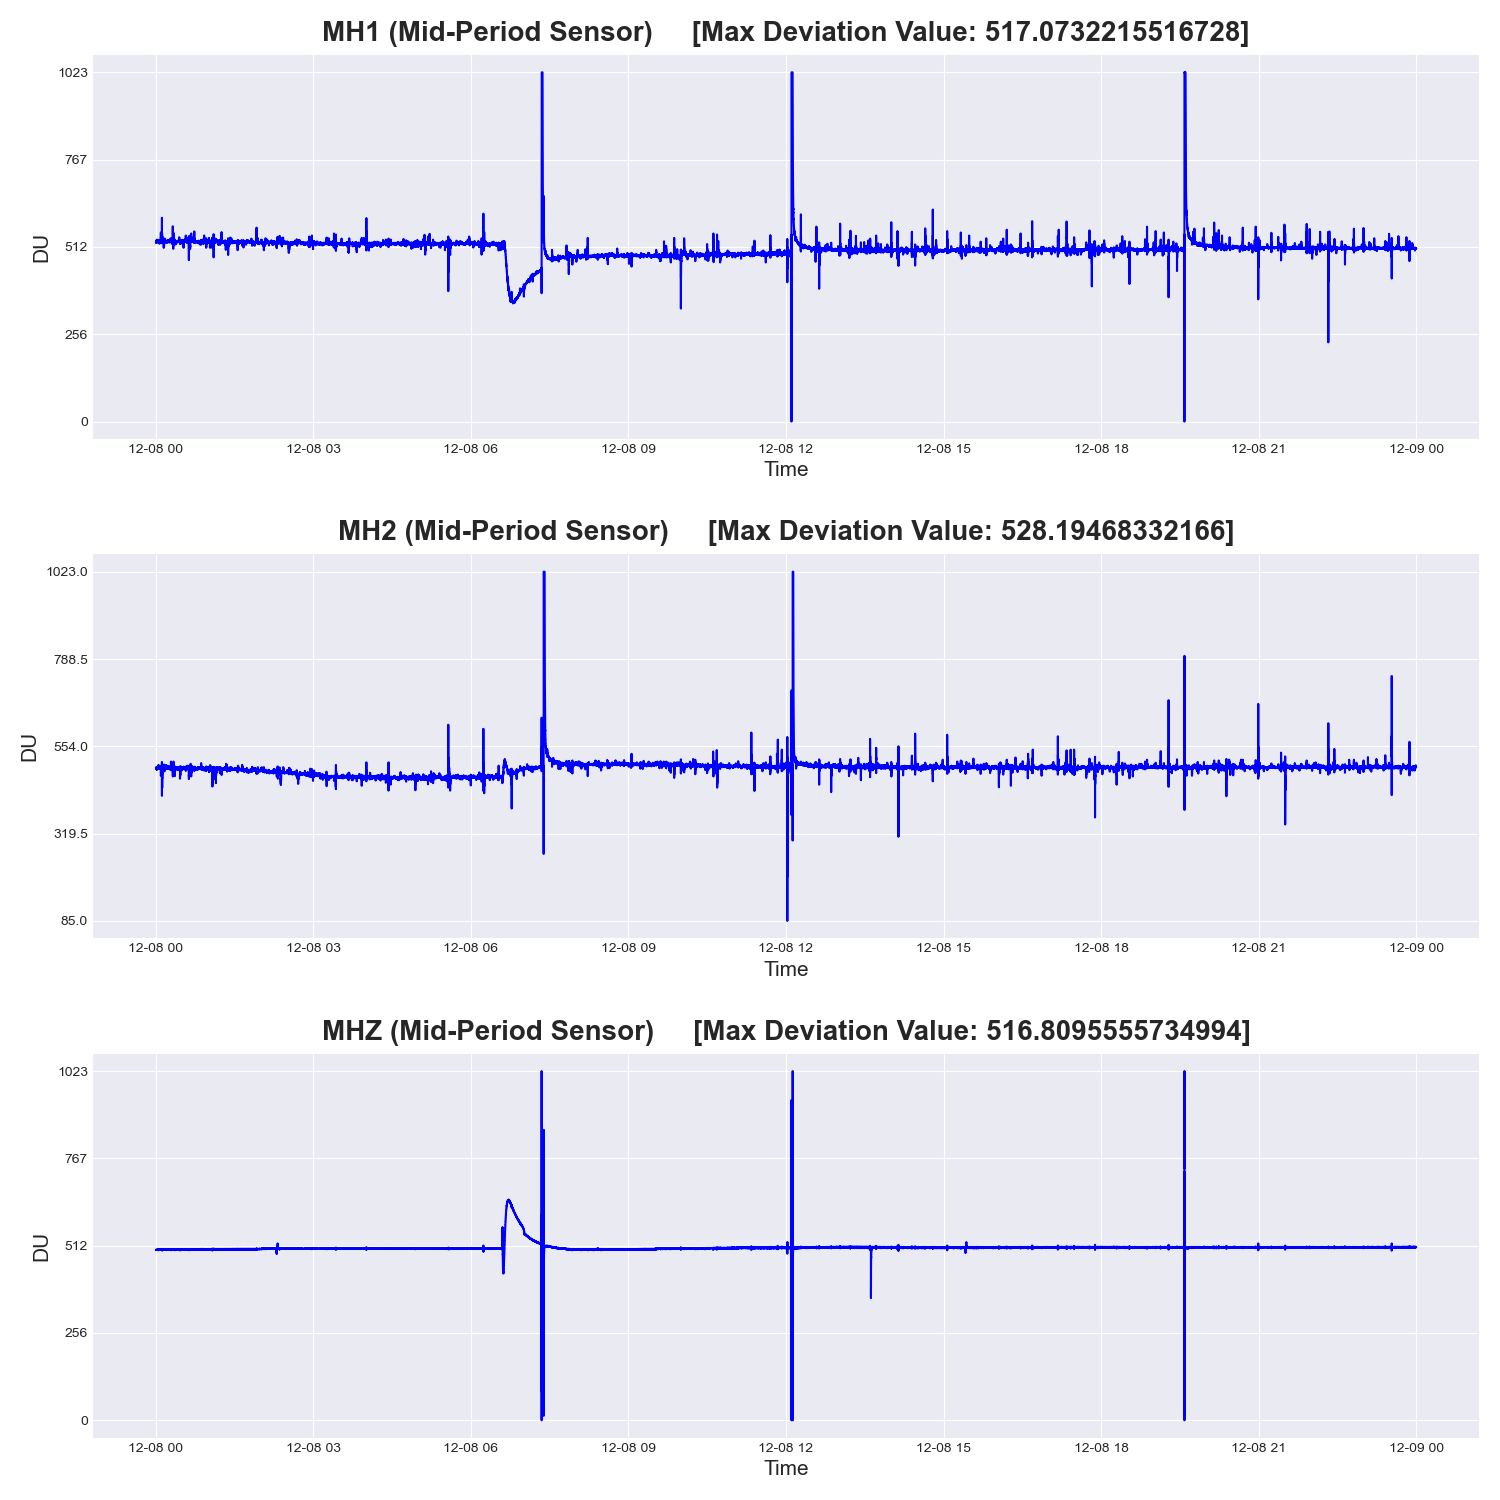 MH1 (Mid-Period Sensor) [Max Deviation Value: 517.0732215516728]
1023
767
512
256
0
DU
12-08 00 12-08 03 12-08 06 12-08 09 12-08 12 12-08 15 12-08 18 12-08 21 12-09 00
Time
MH2 (Mid-Period Sensor) [Max Deviation Value: 528.19468332166]
1023.0
788.5
554.0
319.5
85.0
DU
12-08 00 12-08 03 12-08 06 12-08 09 12-08 12 12-08 15 12-08 18 12-08 21 12-09 00
Time
MHZ (Mid-Period Sensor) [Max Deviation Value: 516.8095555734994]
1023
767
512
256
0
DU
12-08 00 12-08 03 12-08 06 12-08 09 12-08 12 12-08 15 12-08 18 12-08 21 12-09 00
Time